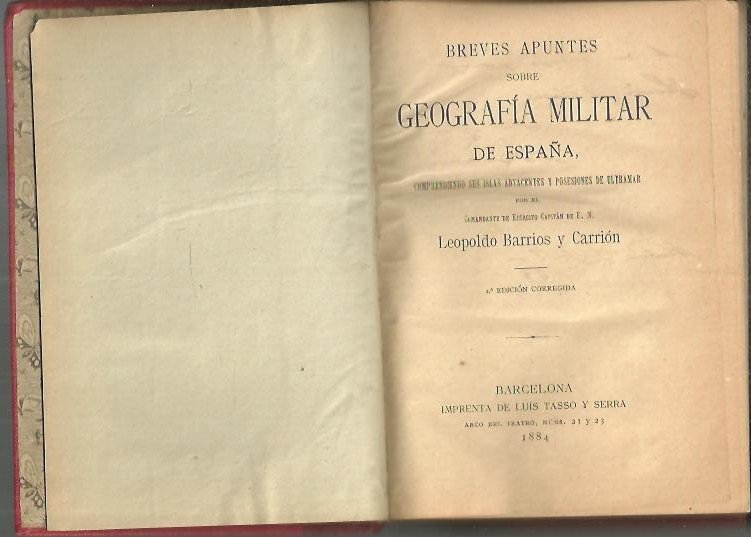 BREVES APUNTES
SOBRE
GEOGRAFÍA MILITAR
DE ESPAÑA,
COMPRENDIENDO SUS ISLAS ADYACENTES Y POSESIONES DE ULTRAMAR
POR EL
COMANDANTE DE EJÉRCITO CAPITÁN DE E. M.
Leopoldo Barrios y Carrión
2.ª EDICIÓN CORREGIDA
BARCELONA
IMPRENTA DE LUIS TASSO Y SERRA
ARCO DEL TEATRO, NÚMS. 21 y 23
1884